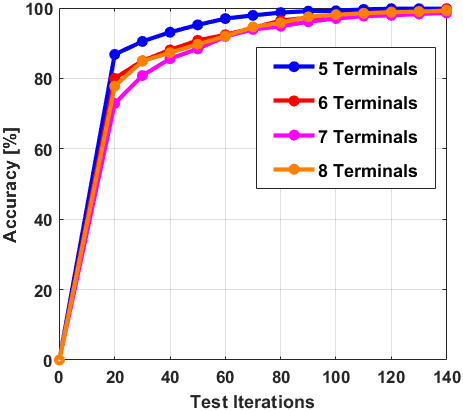 Accuracy [%]
100
80
60
40
20
0
5 Terminals
6 Terminals
7 Terminals
8 Terminals
0 20 40 60 80 100 120 140
Test Iterations